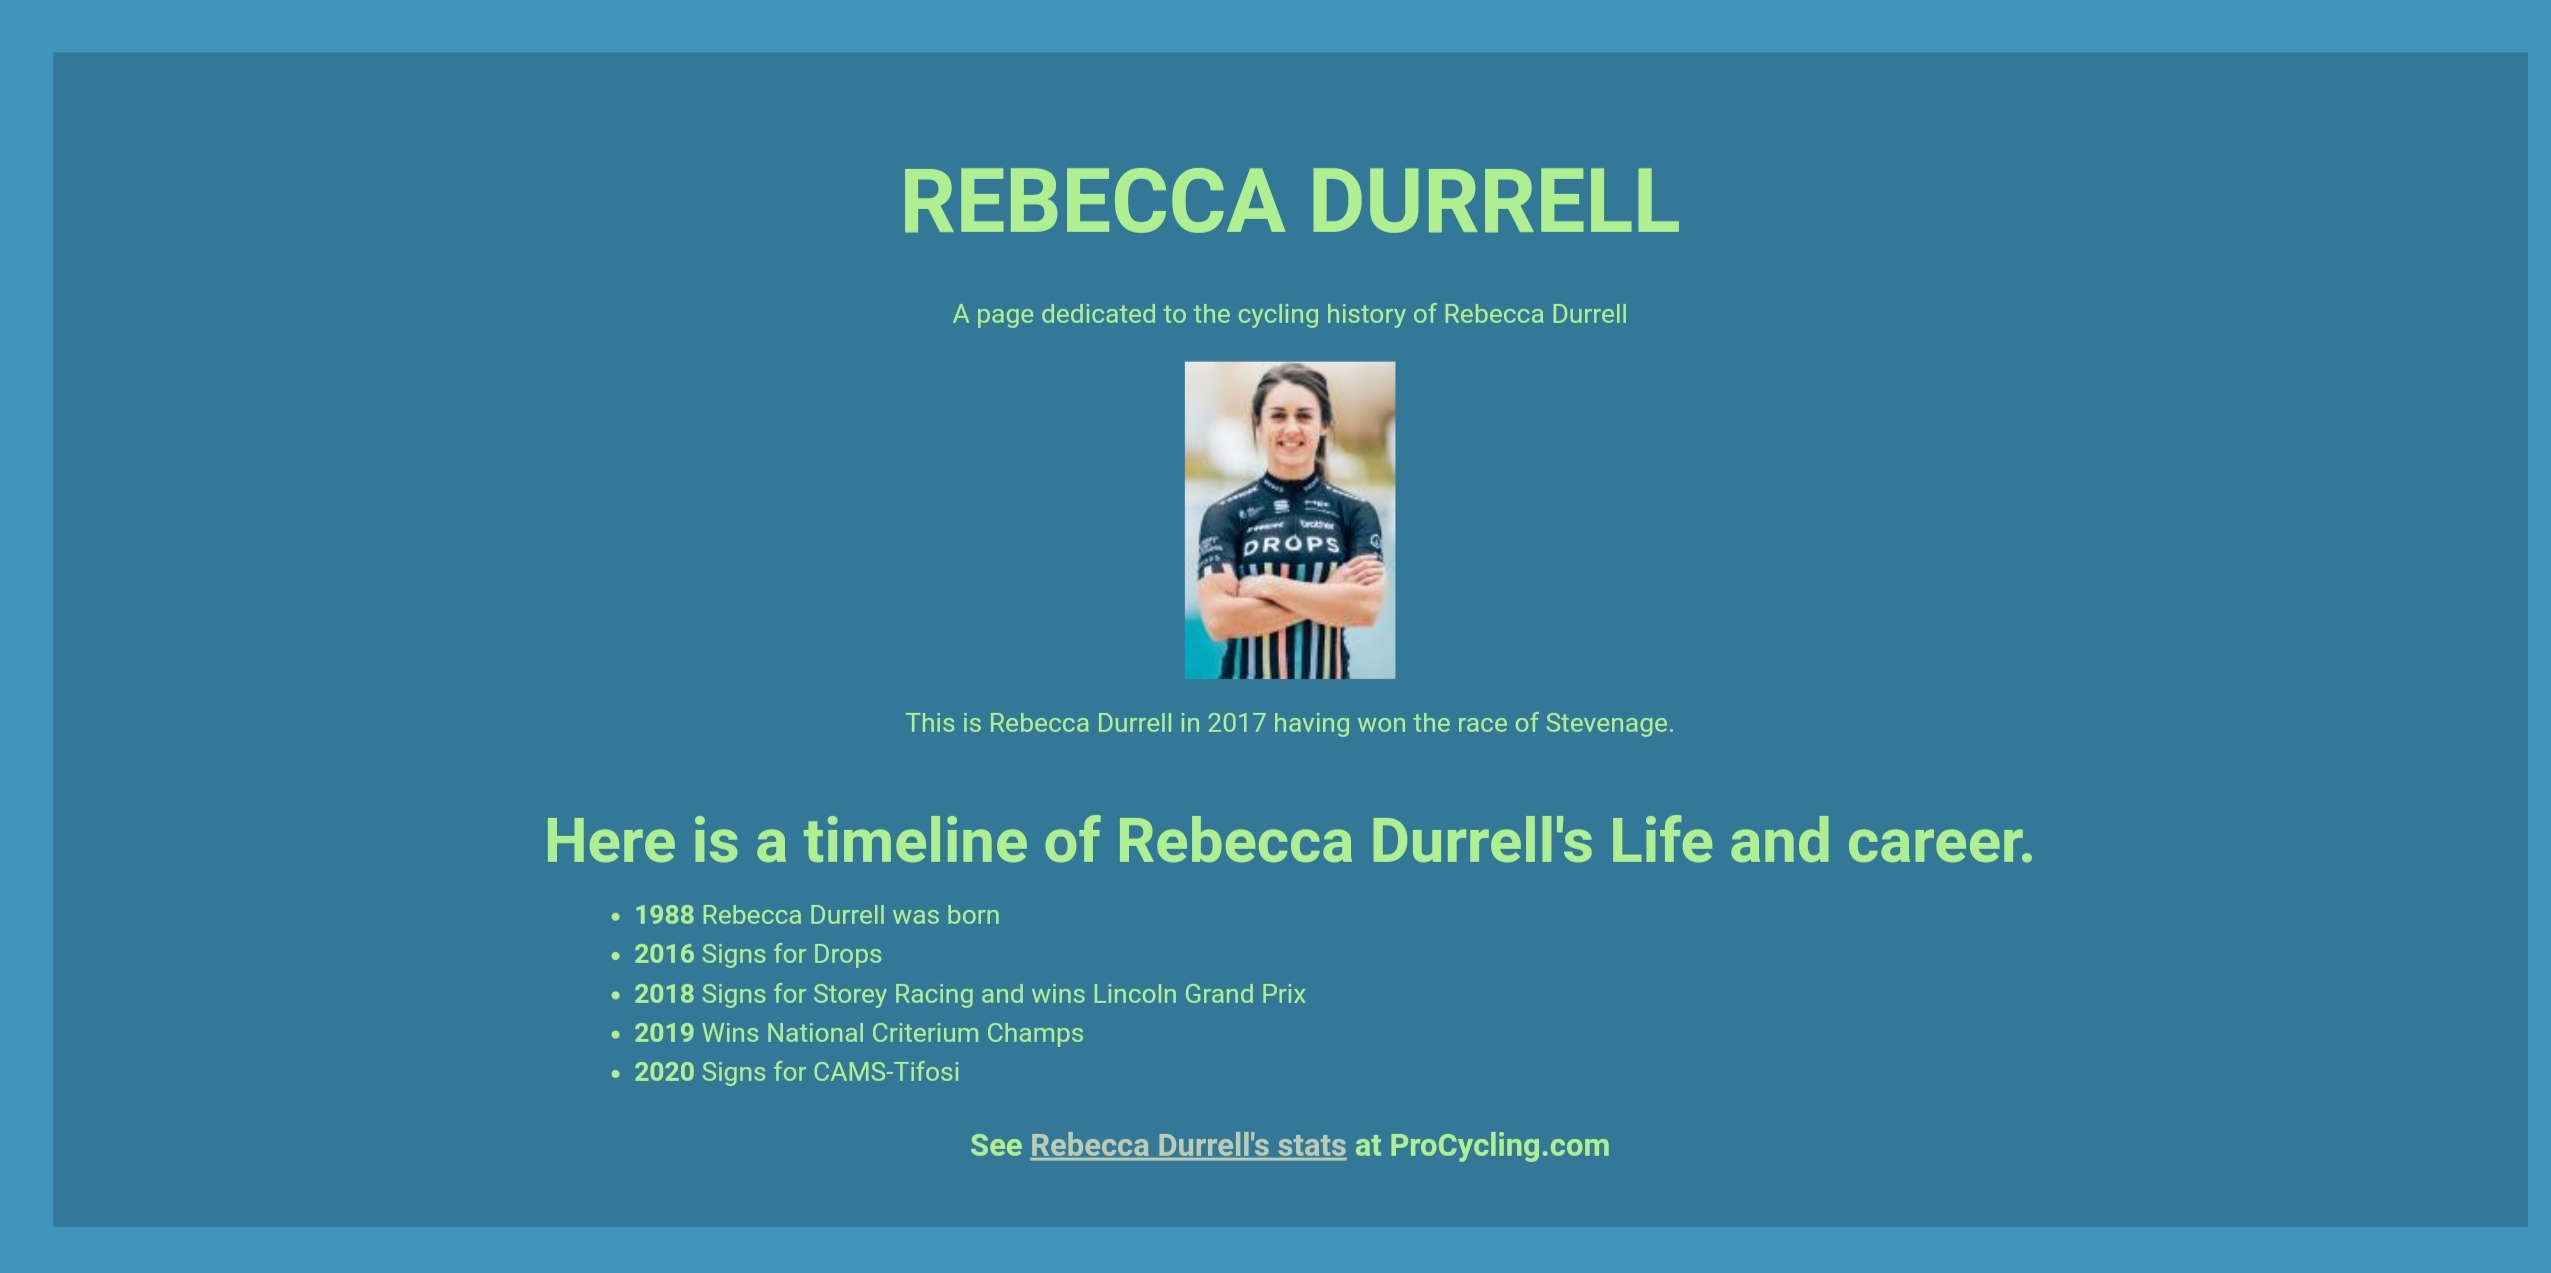 REBECCA DURRELL
A page dedicated to the cycling history of Rebecca Durrell
brother
DROPS
This is Rebecca Durrell in 2017 having won the race of Stevenage.
Here is a timeline of Rebecca Durrell's Life and career.
• 1988 Rebecca Durrell was born
• 2016 Signs for Drops
• 2018 Signs for Storey Racing and wins Lincoln Grand Prix
• 2019 Wins National Criterium Champs
• 2020 Signs for CAMS-Tifosi
See Rebecca Durrell's stats at ProCycling.com